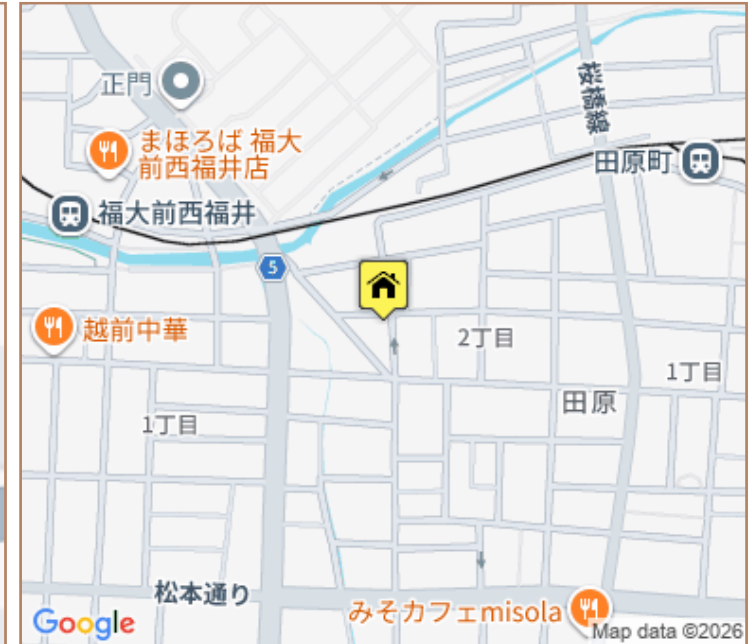 正門
桜橋線
まほろば 福大
前西福井店
田原町
福大前西福井
5
越前中華
2丁目
1丁目
田原
1丁目
松本通り
みそカフェmisola
Google
Map data ©2026